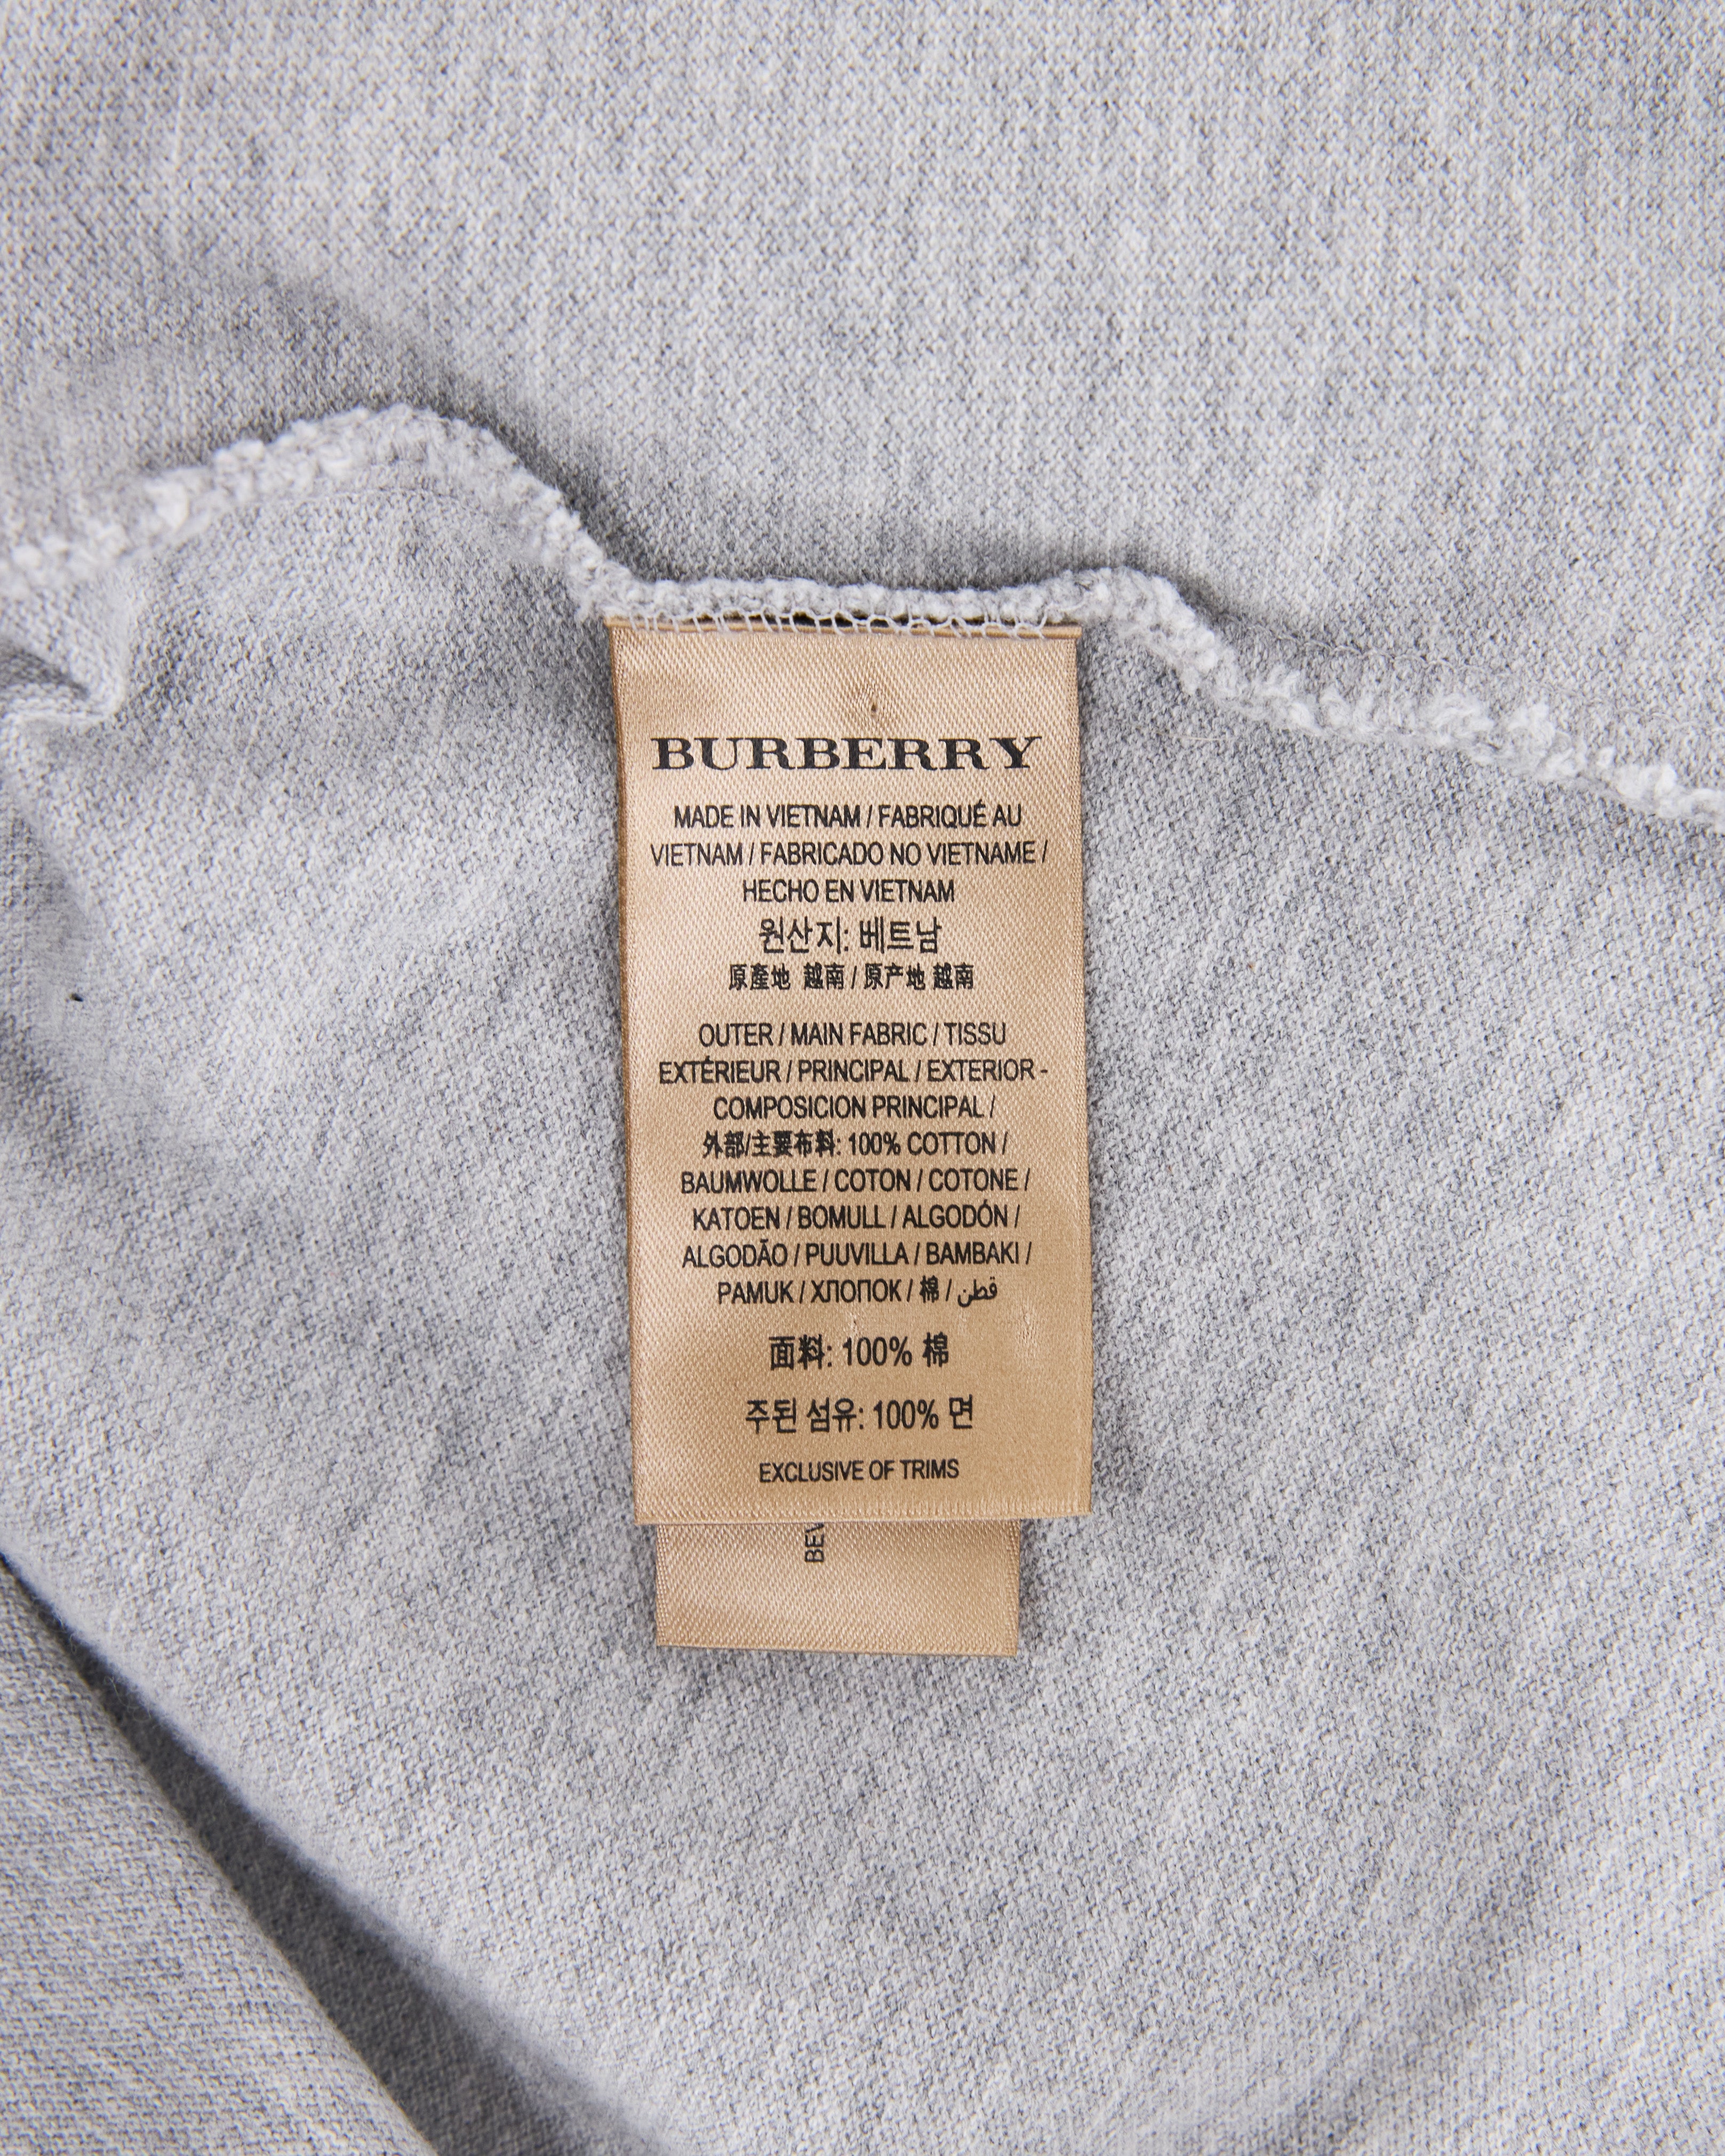 BURBERRY
MADE IN VIETNAM / FABRIQUÉ AU
VIETNAM / FABRICADO NO VIETNAME /
HECHO EN VIETNAM
원산지: 베트남
原產地 越南 / 原产地 越南
OUTER / MAIN FABRIC / TISSU
EXTÉRIEUR / PRINCIPAL / EXTERIOR -
COMPOSICION PRINCIPAL /
外部/主要布料: 100% COTTON /
BAUMWOLLE / COTON / COTONE /
KATOEN / BOMULL / ALGODÓN /
ALGODÃO / PUUVILLA / BAMBAKI /
PAMUK / ХЛОПОК / 棉 / قطن
面料: 100% 棉
주된 섬유: 100% 면
EXCLUSIVE OF TRIMS